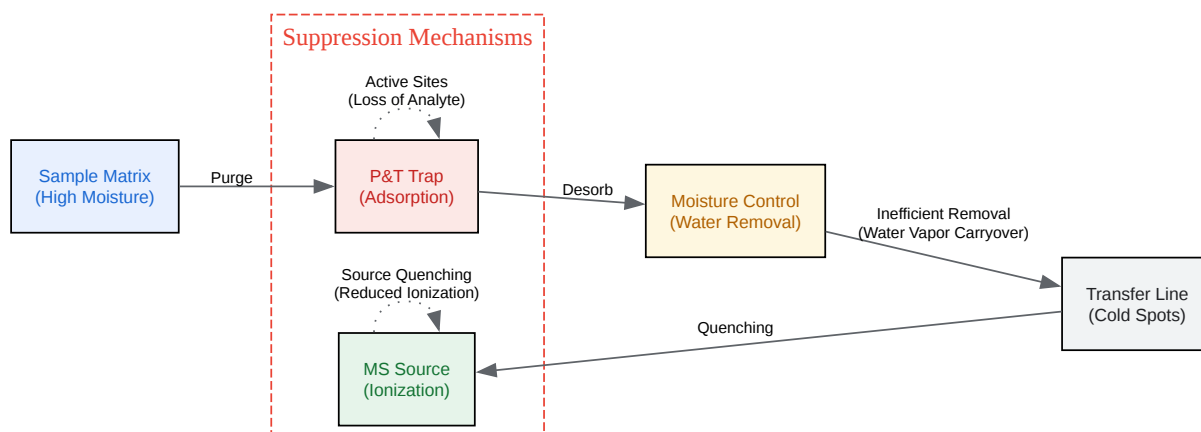 Suppression Mechanisms
Active Sites
(Loss of Analyte)
Sample Matrix
(High Moisture)
Purge
P&T Trap
(Adsorption)
Desorb
Moisture Control
(Water Removal)
Inefficient Removal
(Water Vapor Carryover)
Transfer Line
(Cold Spots)
Quenching
Source Quenching
(Reduced Ionization)
MS Source
(Ionization)